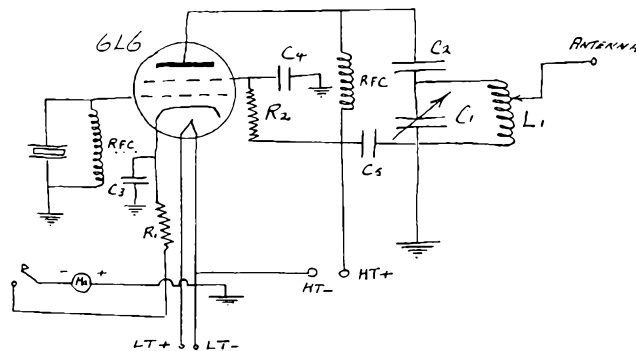 6L6
C4
RFC
C2
ANTENNA
R2
C1
L1
RFC
C3
C5
R1
- Ma +
HT- HT+
LT+ LT-